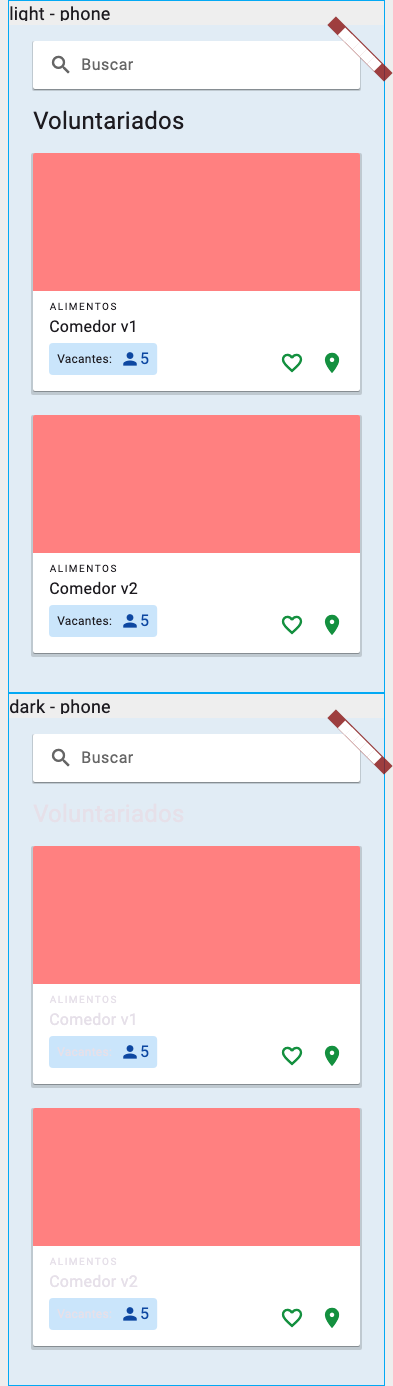 light - phone
Buscar
Voluntariados
ALIMENTOS
Comedor v1
Vacantes: 5
ALIMENTOS
Comedor v2
Vacantes: 5
dark - phone
Buscar
Voluntariados
ALIMENTOS
Comedor v1
Vacantes: 5
ALIMENTOS
Comedor v2
Vacantes: 5